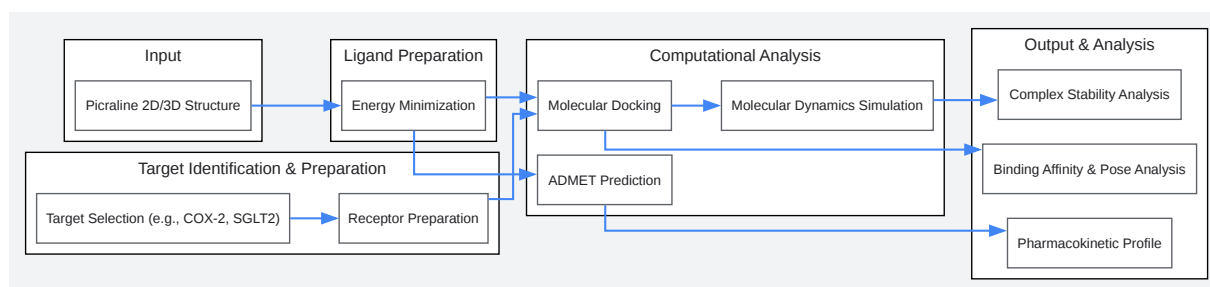 Input
Picraline 2D/3D Structure
Ligand Preparation
Energy Minimization
Target Identification & Preparation
Target Selection (e.g., COX-2, SGLT2)
Receptor Preparation
Computational Analysis
Molecular Docking
Molecular Dynamics Simulation
ADMET Prediction
Output & Analysis
Complex Stability Analysis
Binding Affinity & Pose Analysis
Pharmacokinetic Profile